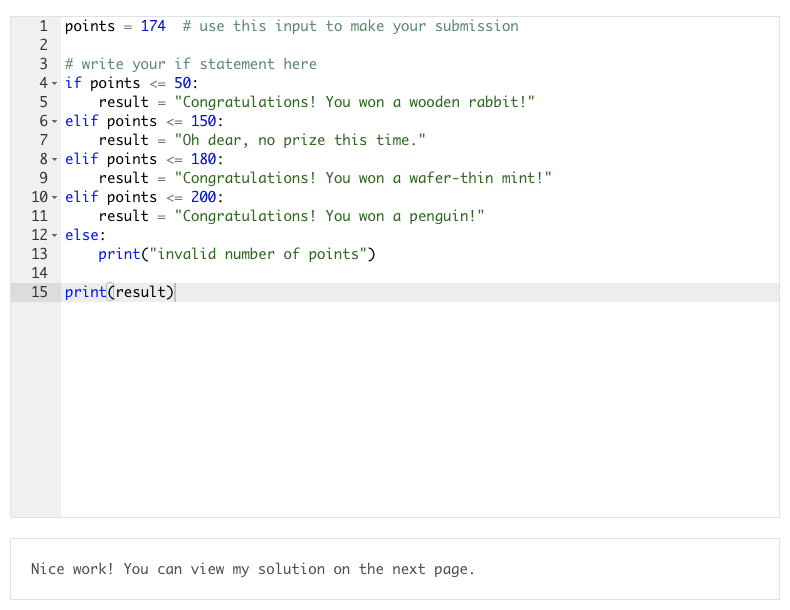 1 points = 174  # use this input to make your submission
2
3 # write your if statement here
4 if points <= 50:
5     result = "Congratulations! You won a wooden rabbit!"
6 elif points <= 150:
7     result = "Oh dear, no prize this time."
8 elif points <= 180:
9     result = "Congratulations! You won a wafer-thin mint!"
10 elif points <= 200:
11     result = "Congratulations! You won a penguin!"
12 else:
13     print("invalid number of points")
14
15 print(result)
Nice work! You can view my solution on the next page.